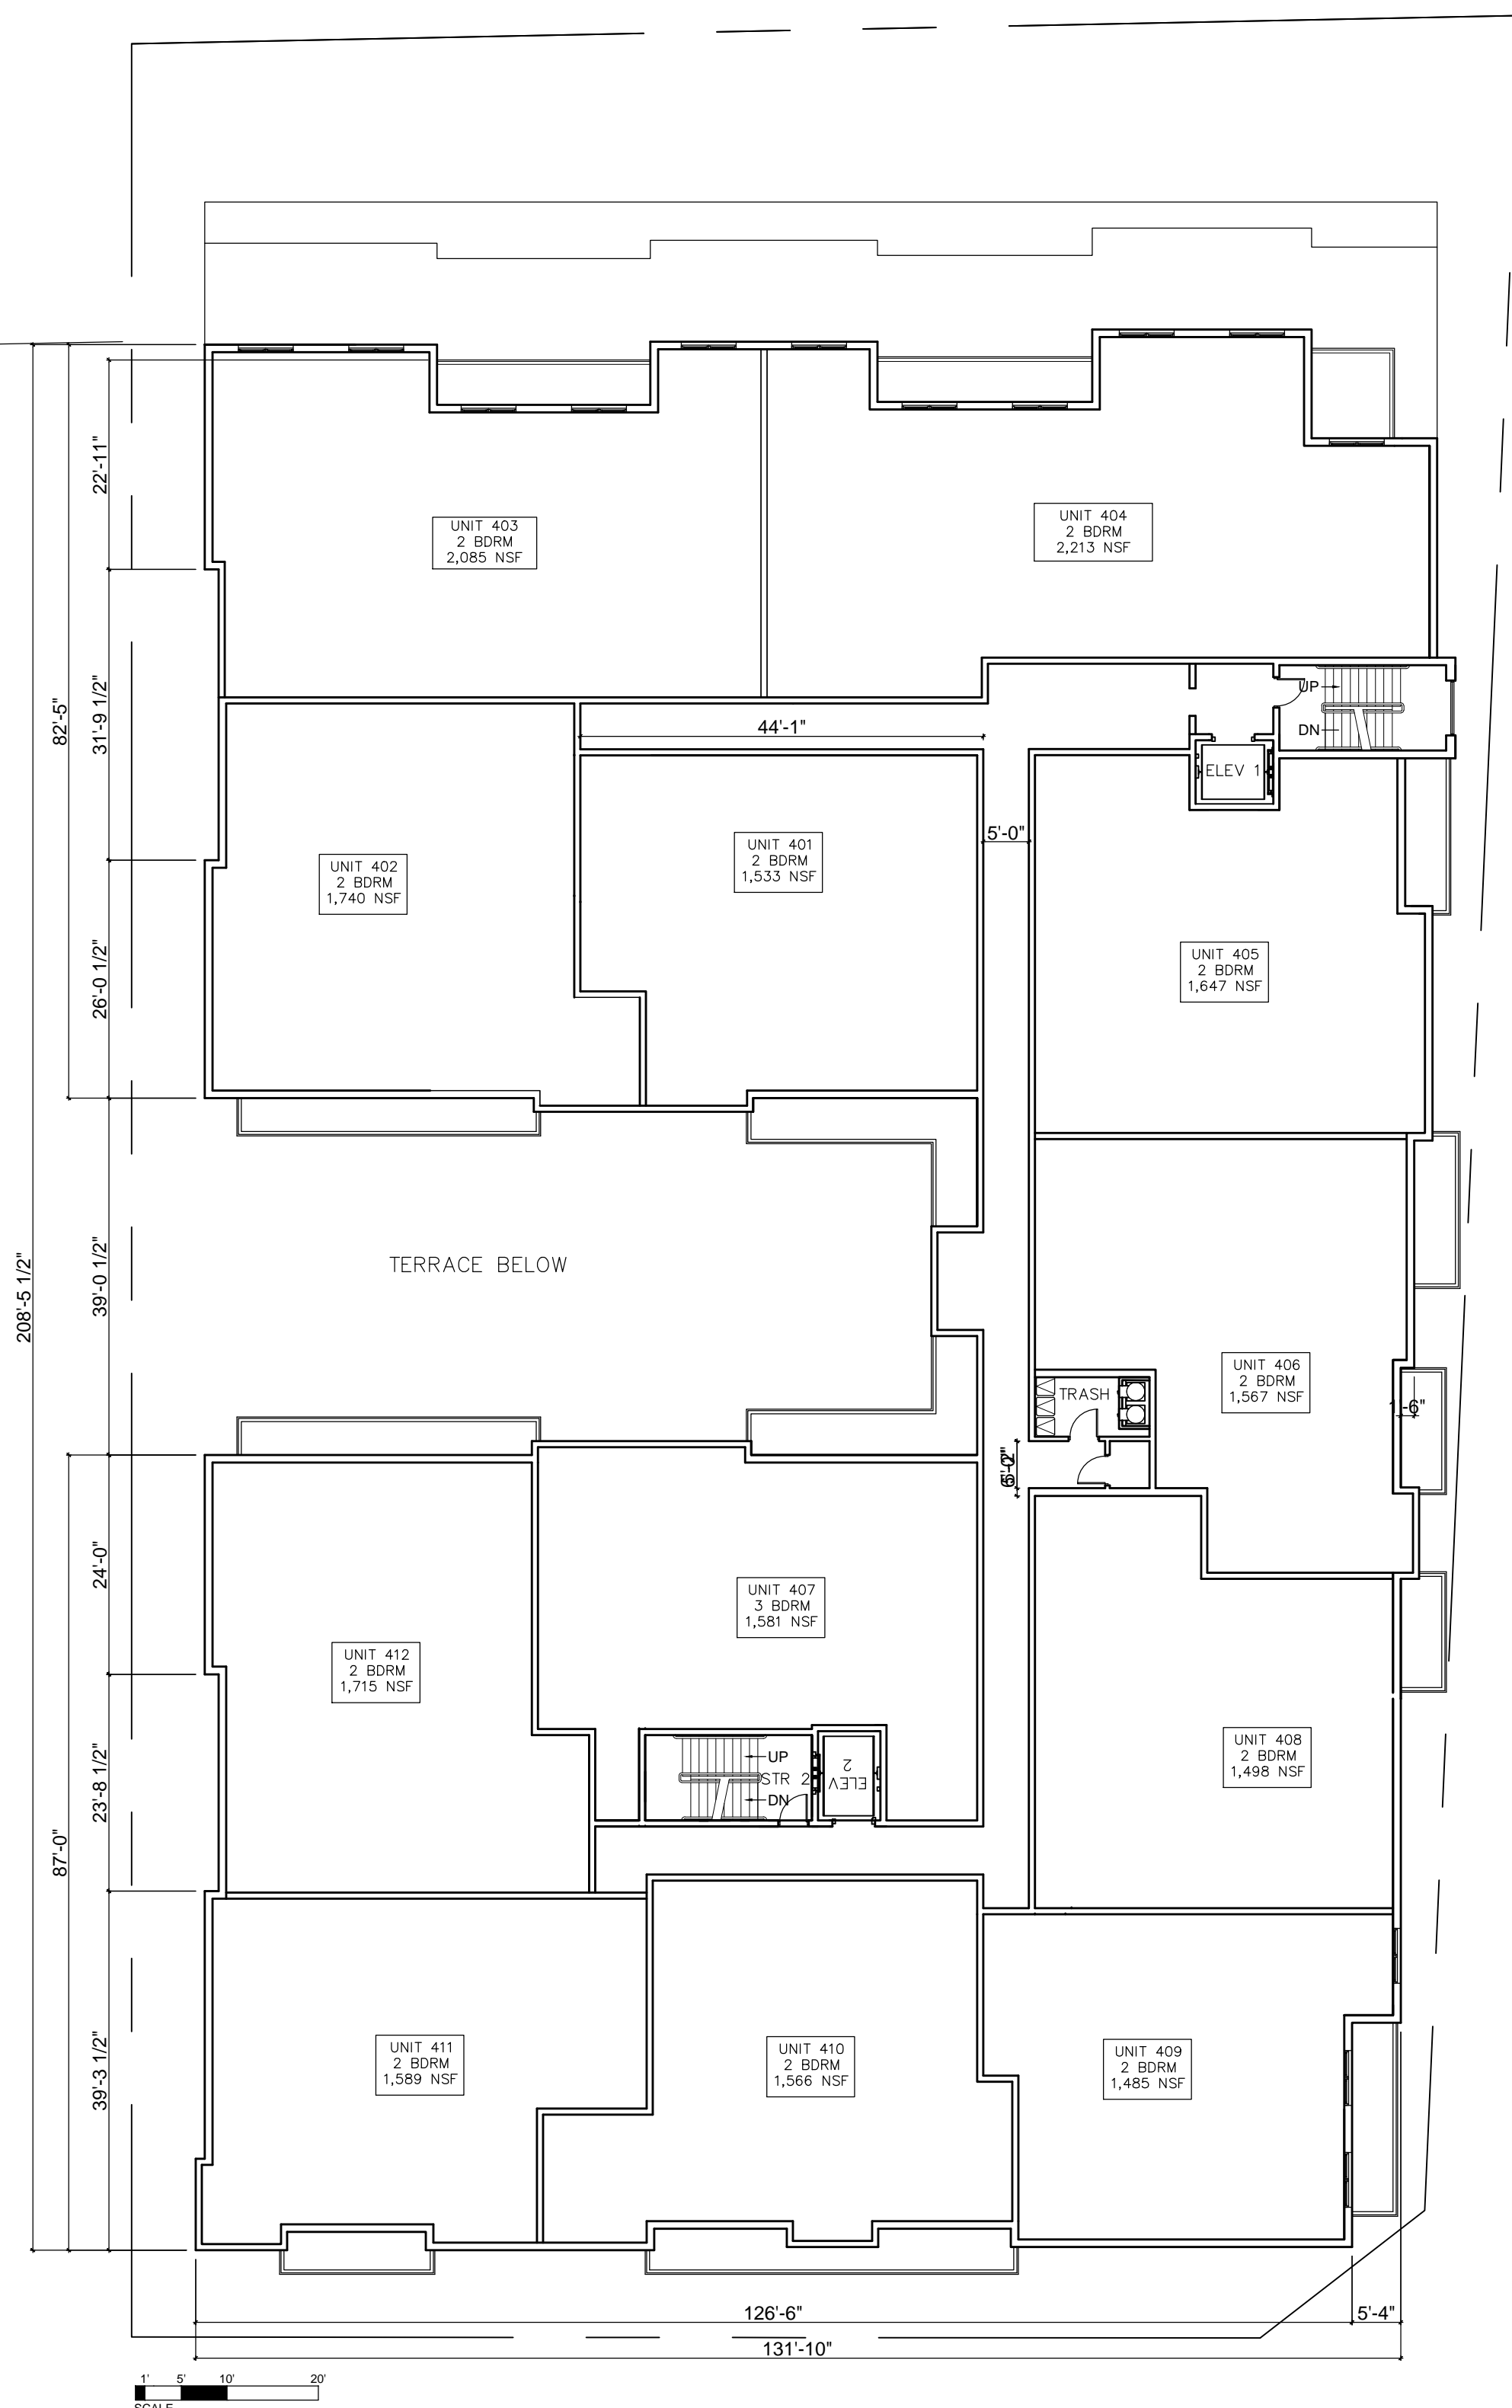 22'-11"
UNIT 403
2 BDRM
2,085 NSF
UNIT 404
2 BDRM
2,213 NSF
82'-5"
31'-9 1/2"
44'-1"
UP
DN
ELEV 1
5'-0"
UNIT 402
2 BDRM
1,740 NSF
UNIT 401
2 BDRM
1,533 NSF
26'-0 1/2"
UNIT 405
2 BDRM
1,647 NSF
208'-5 1/2"
39'-0 1/2"
TERRACE BELOW
UNIT 406
2 BDRM
1,567 NSF
TRASH
1'-6"
24'-0"
UNIT 407
3 BDRM
1,581 NSF
UNIT 412
2 BDRM
1,715 NSF
87'-0"
23'-8 1/2"
UP
STR 2
DN
ELEV
2
UNIT 408
2 BDRM
1,498 NSF
39'-3 1/2"
UNIT 411
2 BDRM
1,589 NSF
UNIT 410
2 BDRM
1,566 NSF
UNIT 409
2 BDRM
1,485 NSF
126'-6"
5'-4"
131'-10"
1' 5' 10' 20'
SCALE